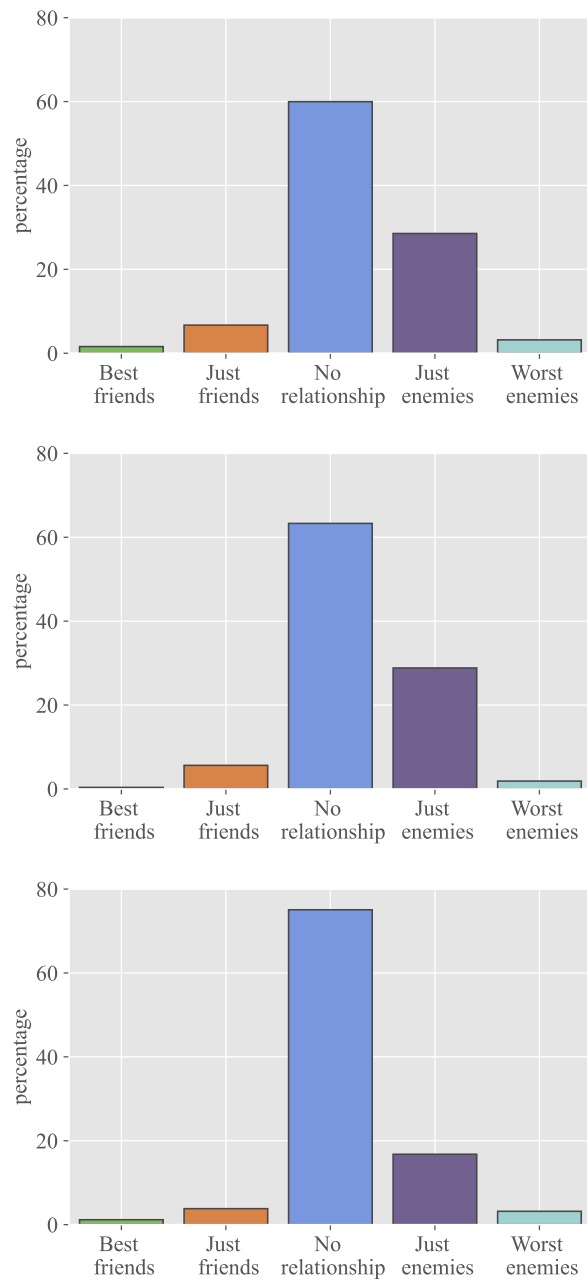 80
60
40
20
0
percentage
Best friends
Just friends
No relationship
Just enemies
Worst enemies
80
60
40
20
0
percentage
Best friends
Just friends
No relationship
Just enemies
Worst enemies
80
60
40
20
0
percentage
Best friends
Just friends
No relationship
Just enemies
Worst enemies